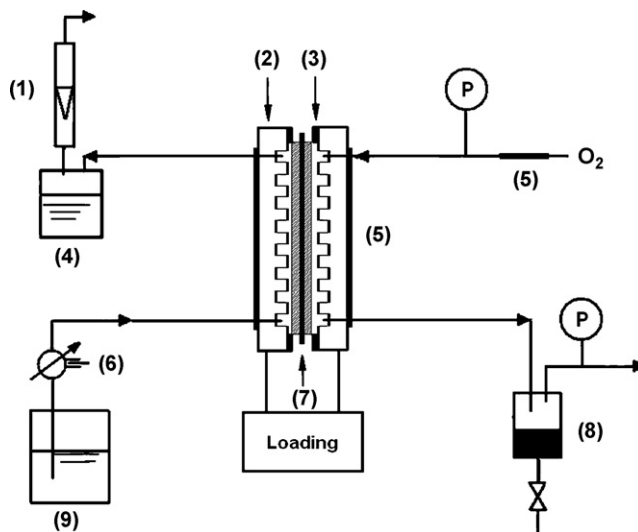 (1)
(2)
(3)
P
O₂
(5)
(4)
(5)
P
(6)
(7)
Loading
(8)
(9)